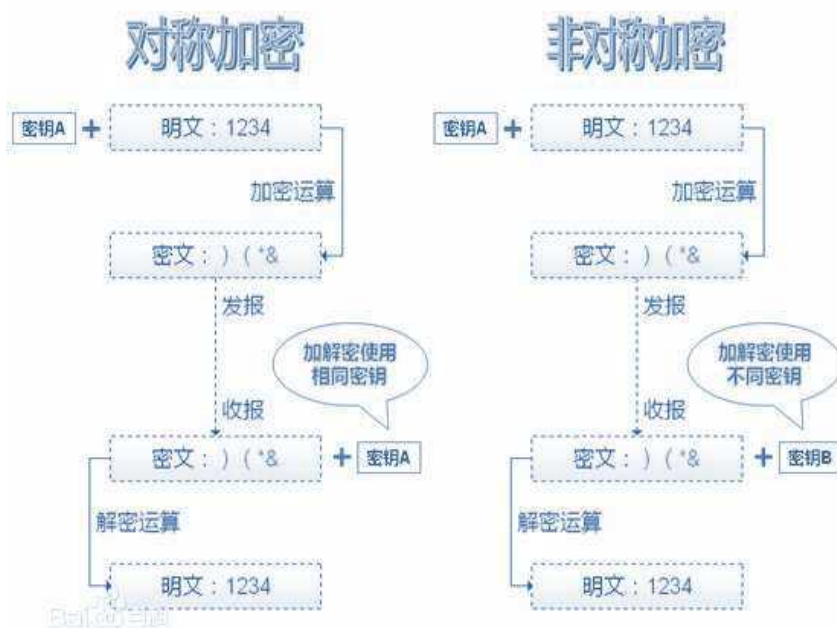 对称加密
密钥A + 明文：1234
加密运算
密文：）（*&
发报
加解密使用
相同密钥
收报
密文：）（*& + 密钥A
解密运算
明文：1234
非对称加密
密钥A + 明文：1234
加密运算
密文：）（*&
发报
加解密使用
不同密钥
收报
密文：）（*& + 密钥B
解密运算
明文：1234